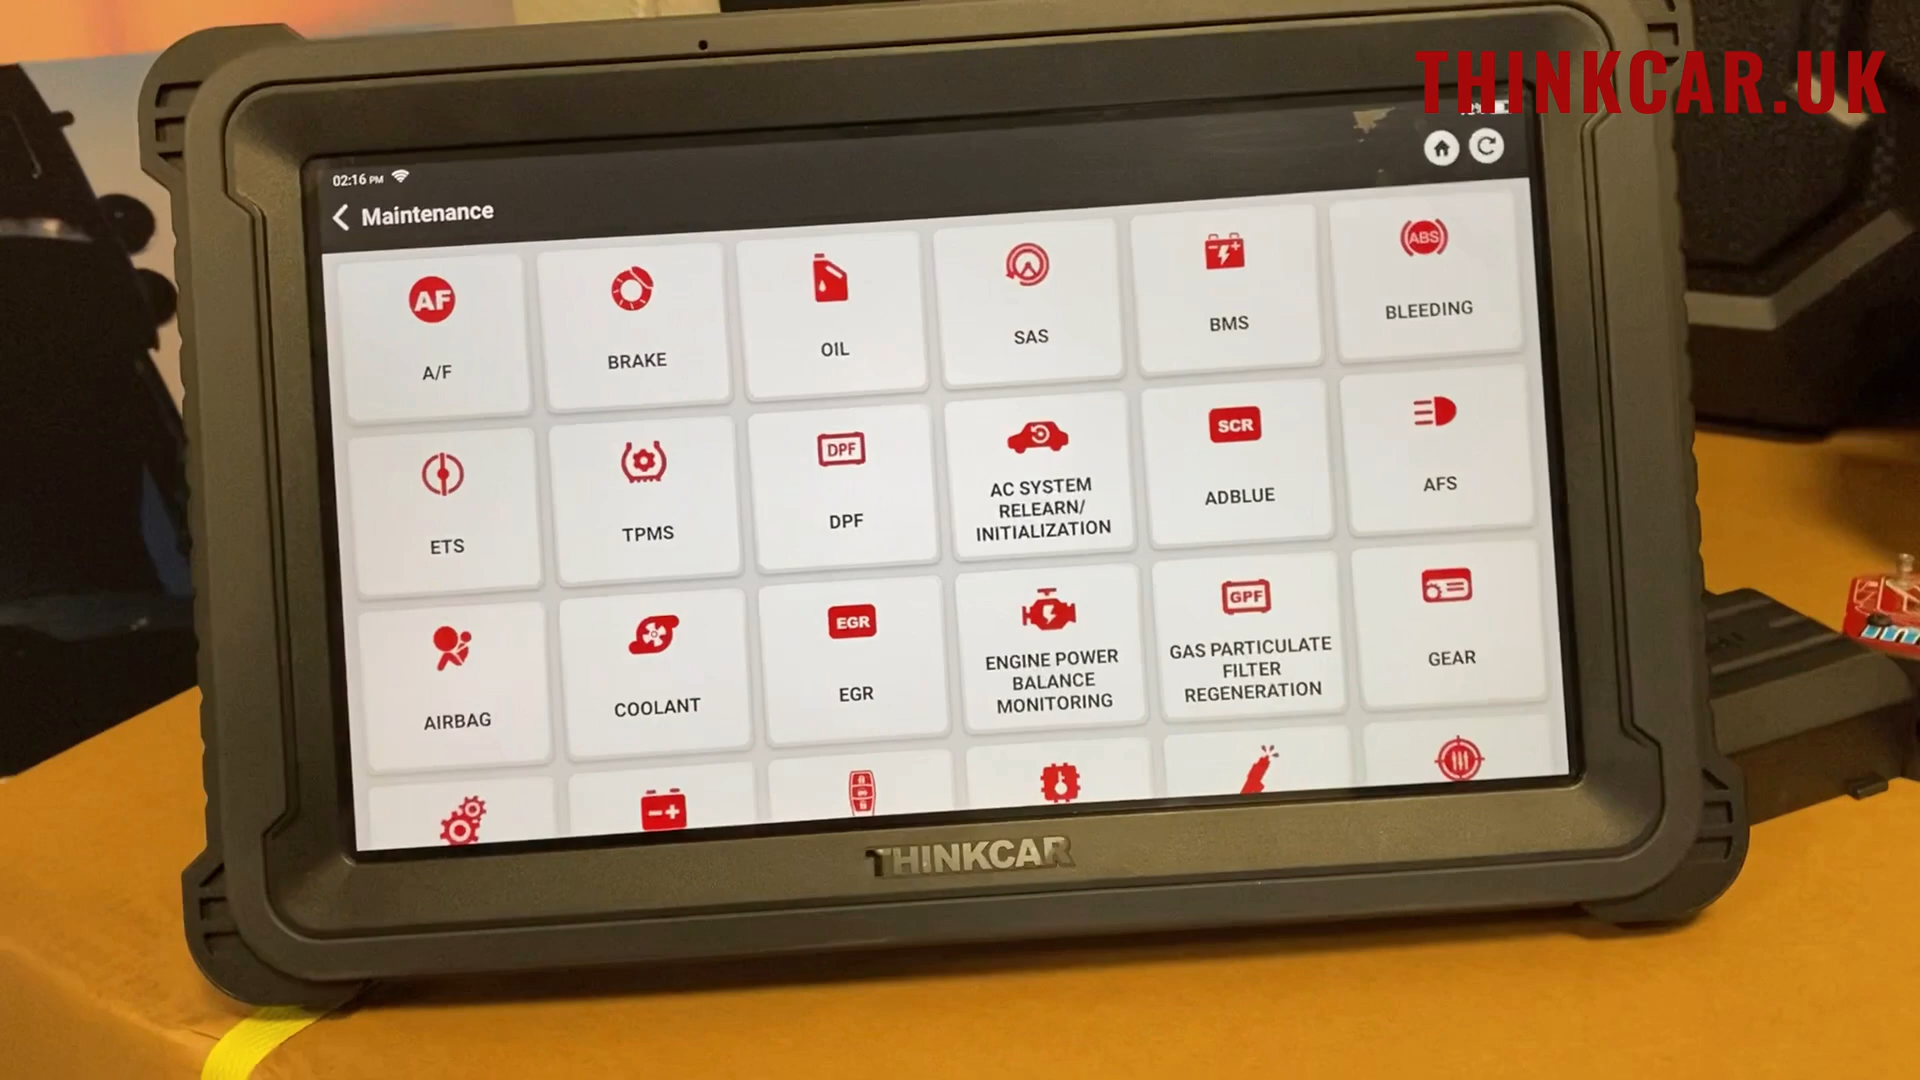 THINKCAR.UK
02:16 PM
Maintenance
AF
A/F
BRAKE
OIL
SAS
BMS
ABS
BLEEDING
ETS
TPMS
DPF
DPF
AC SYSTEM
RELEARN/
INITIALIZATION
SCR
ADBLUE
AFS
AIRBAG
COOLANT
EGR
EGR
ENGINE POWER
BALANCE
MONITORING
GPF
GAS PARTICULATE
FILTER
REGENERATION
GEAR
THINKCAR